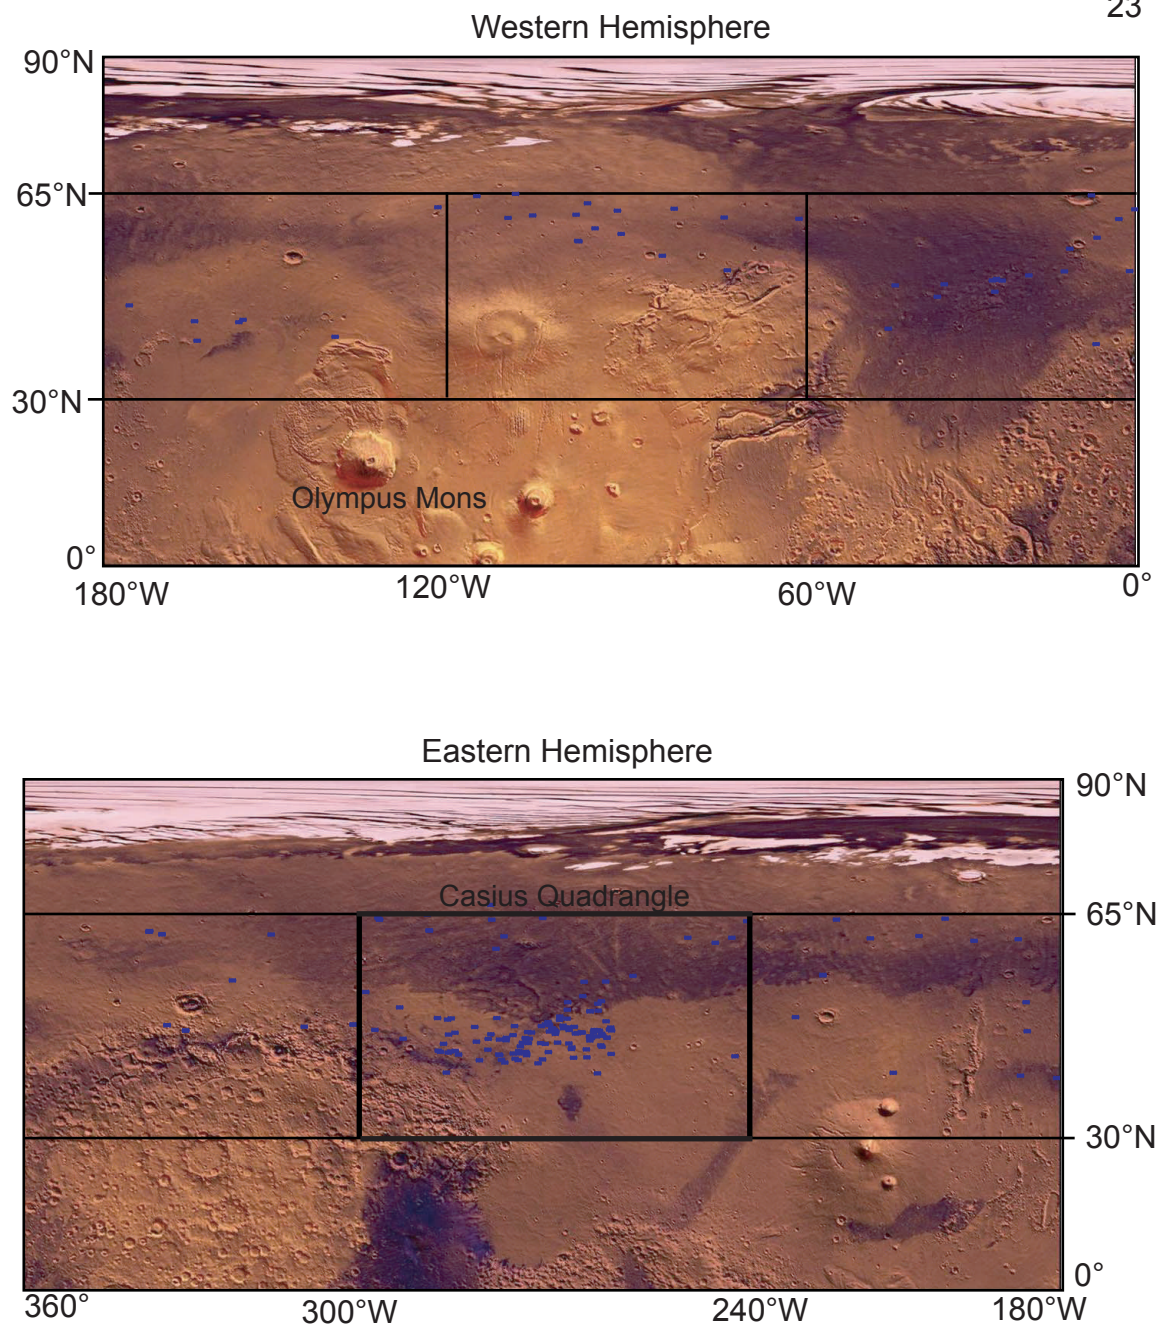 23
Western Hemisphere
90°N
65°N
30°N
Olympus Mons
0°
180°W 120°W 60°W 0°
Eastern Hemisphere
90°N
Casius Quadrangle
65°N
30°N
0°
360° 300°W 240°W 180°W